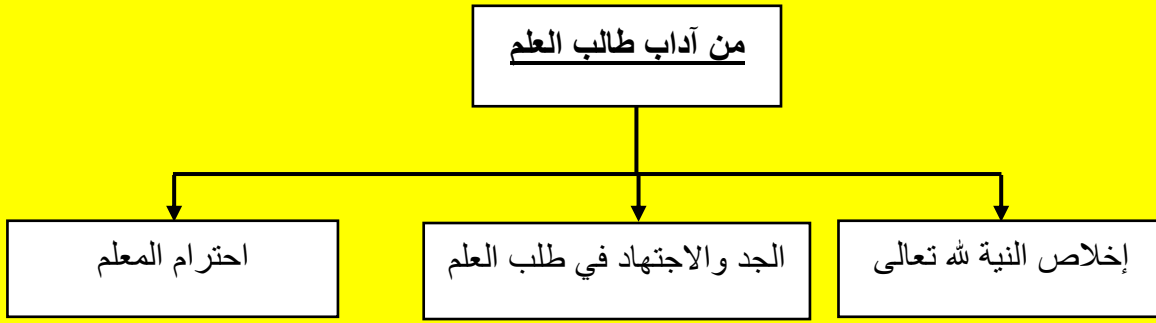 من آداب طالب العلم
إخلاص النية لله تعالى
الجد والاجتهاد في طلب العلم
احترام المعلم